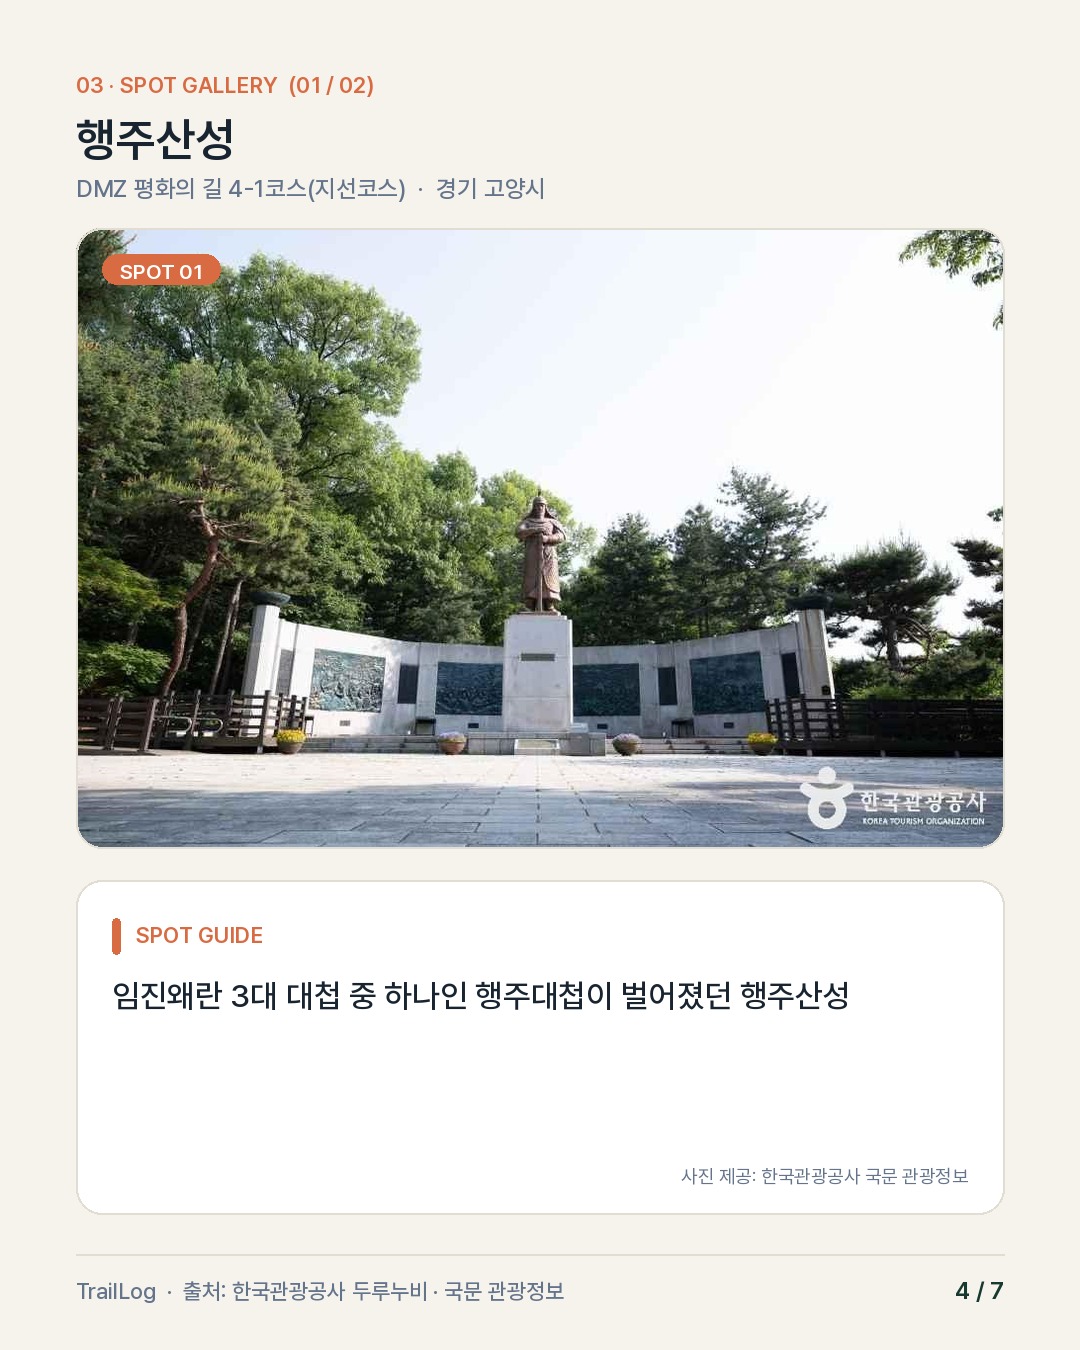 03 · SPOT GALLERY (01 / 02)
행주산성
DMZ 평화의 길 4-1코스(지선코스) · 경기 고양시
SPOT 01
한국관광공사
KOREA TOURISM ORGANIZATION
SPOT GUIDE
임진왜란 3대 대첩 중 하나인 행주대첩이 벌어졌던 행주산성
사진 제공: 한국관광공사 국문 관광정보
TrailLog · 출처: 한국관광공사 두루누비 · 국문 관광정보
4 / 7